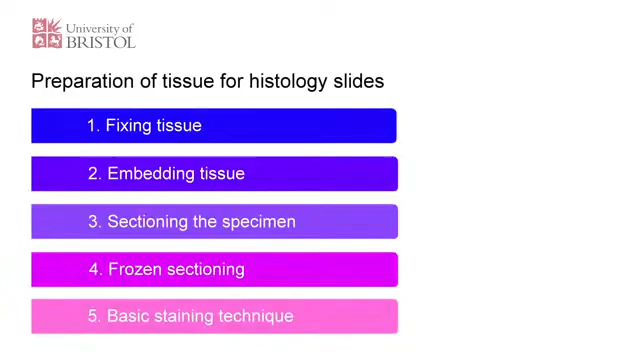 University of
BRISTOL
Preparation of tissue for histology slides
1. Fixing tissue
2. Embedding tissue
3. Sectioning the specimen
4. Frozen sectioning
5. Basic staining technique